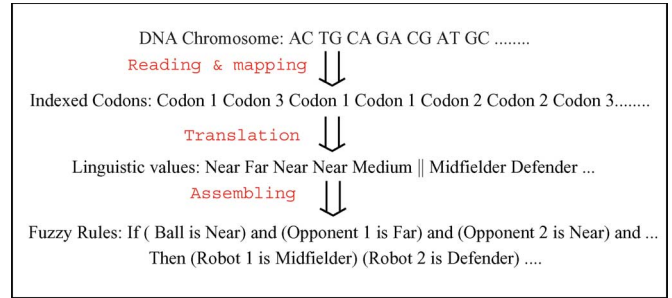 DNA Chromosome: AC TG CA GA CG AT GC ........
Reading & mapping
Indexed Codons: Codon 1 Codon 3 Codon 1 Codon 1 Codon 2 Codon 2 Codon 3........
Translation
Linguistic values: Near Far Near Near Medium || Midfielder Defender ...
Assembling
Fuzzy Rules: If ( Ball is Near) and (Opponent 1 is Far) and (Opponent 2 is Near) and ...
Then (Robot 1 is Midfielder) (Robot 2 is Defender) ....